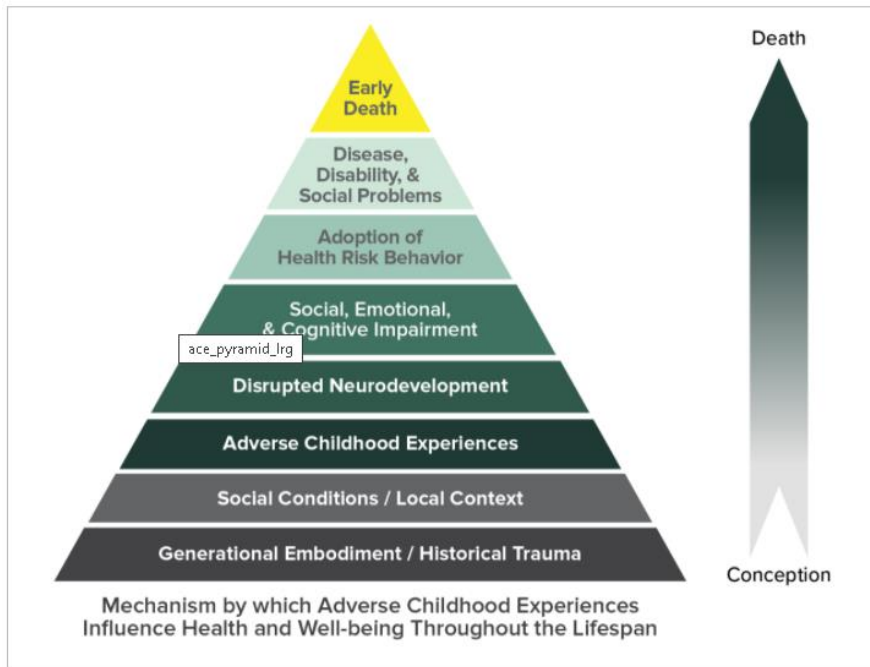 Death
Early
Death
Disease,
Disability, &
Social Problems
Adoption of
Health Risk Behavior
Social, Emotional,
& Cognitive Impairment
ace_pyramid_lrg
Disrupted Neurodevelopment
Adverse Childhood Experiences
Social Conditions / Local Context
Generational Embodiment / Historical Trauma
Conception
Mechanism by which Adverse Childhood Experiences
Influence Health and Well-being Throughout the Lifespan